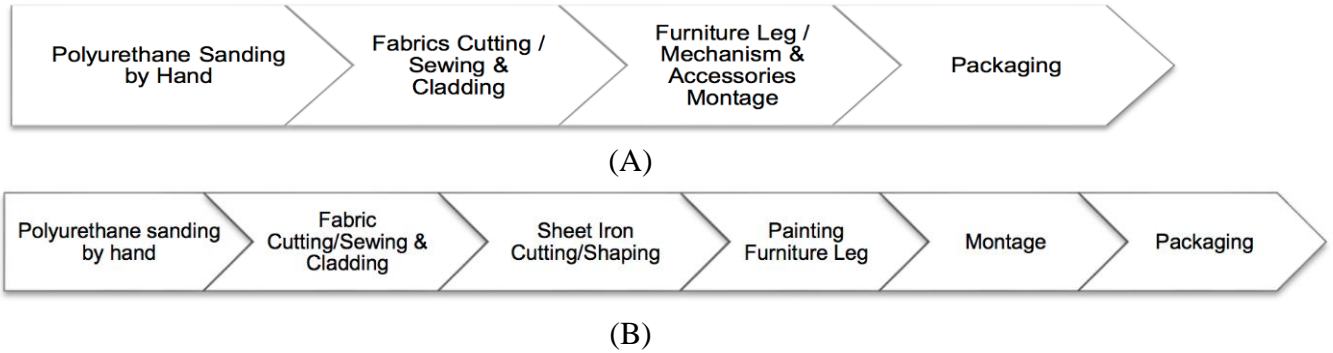 Polyurethane Sanding
by Hand
Fabrics Cutting /
Sewing &
Cladding
Furniture Leg /
Mechanism &
Accessories
Montage
Packaging
(A)
Polyurethane sanding
by hand
Fabric
Cutting/Sewing &
Cladding
Sheet Iron
Cutting/Shaping
Painting
Furniture Leg
Montage
Packaging
(B)